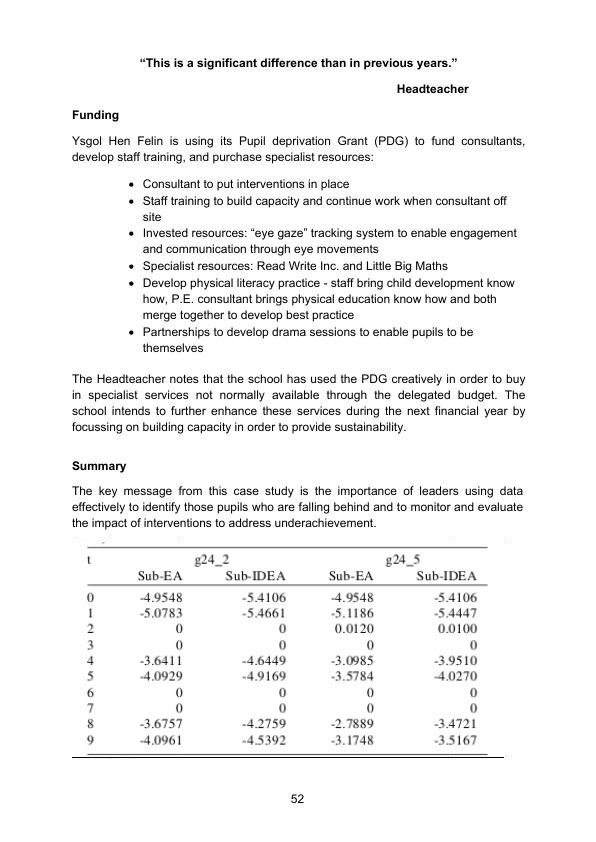 “This is a significant difference than in previous years.”
Headteacher
Funding
Ysgol Hen Felin is using its Pupil deprivation Grant (PDG) to fund consultants,
develop staff training, and purchase specialist resources:
• Consultant to put interventions in place
• Staff training to build capacity and continue work when consultant off
site
• Invested resources: “eye gaze” tracking system to enable engagement
and communication through eye movements
• Specialist resources: Read Write Inc. and Little Big Maths
• Develop physical literacy practice - staff bring child development know
how, P.E. consultant brings physical education know how and both
merge together to develop best practice
• Partnerships to develop drama sessions to enable pupils to be
themselves
The Headteacher notes that the school has used the PDG creatively in order to buy
in specialist services not normally available through the delegated budget. The
school intends to further enhance these services during the next financial year by
focussing on building capacity in order to provide sustainability.
Summary
The key message from this case study is the importance of leaders using data
effectively to identify those pupils who are falling behind and to monitor and evaluate
the impact of interventions to address underachievement.
t g24_2 g24_5
Sub-EA Sub-IDEA Sub-EA Sub-IDEA
0 -4.9548 -5.4106 -4.9548 -5.4106
1 -5.0783 -5.4661 -5.1186 -5.4447
2 0 0 0.0120 0.0100
3 0 0 0 0
4 -3.6411 -4.6449 -3.0985 -3.9510
5 -4.0929 -4.9169 -3.5784 -4.0270
6 0 0 0 0
7 0 0 0 0
8 -3.6757 -4.2759 -2.7889 -3.4721
9 -4.0961 -4.5392 -3.1748 -3.5167
52